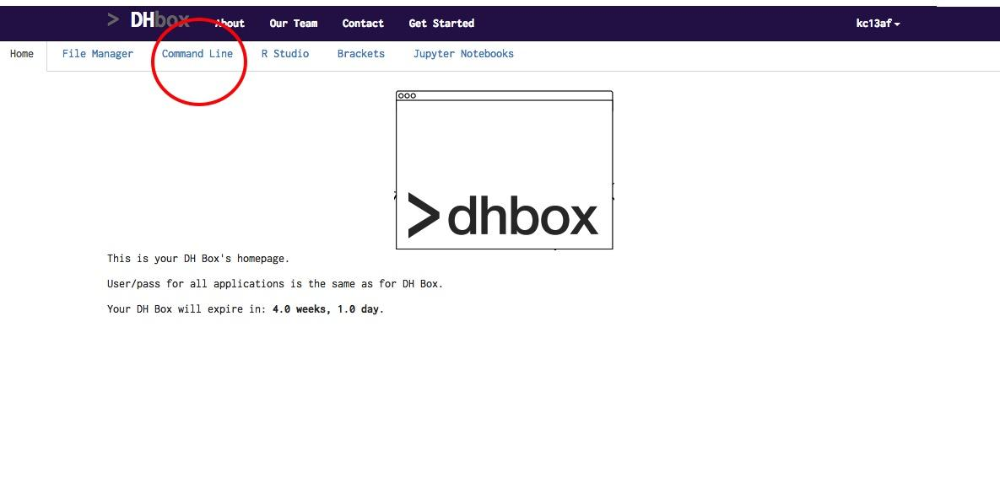 > DHbox About Our Team Contact Get Started kc13af
Home File Manager Command Line R Studio Brackets Jupyter Notebooks
>dhbox
This is your DH Box's homepage.
User/pass for all applications is the same as for DH Box.
Your DH Box will expire in: 4.0 weeks, 1.0 day.